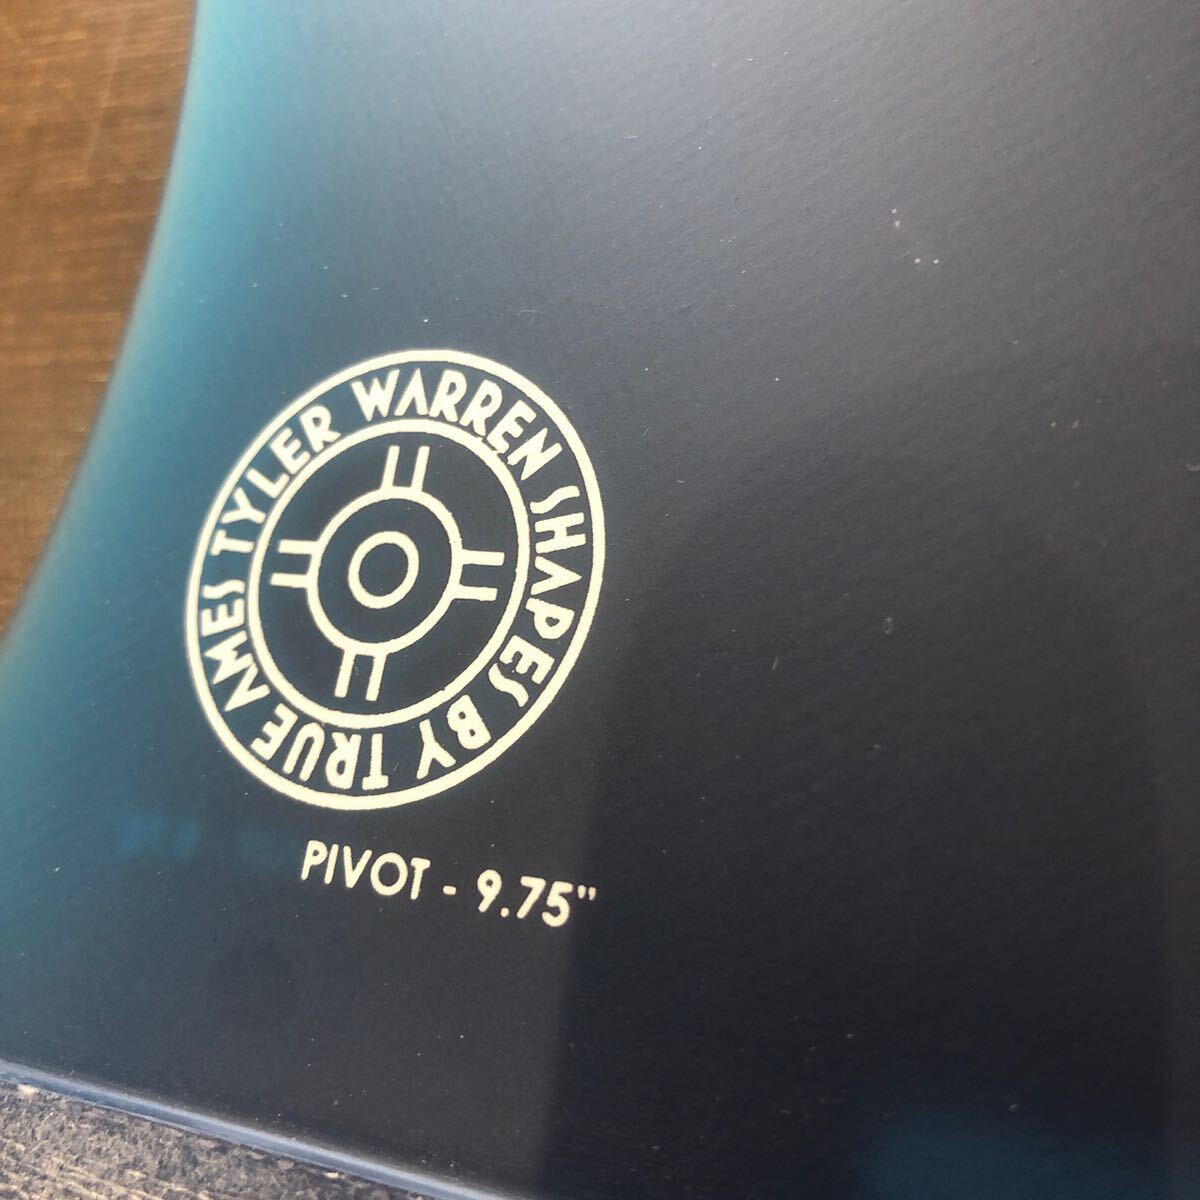 TYLER WARREN SHAPES BY TRUE AMES
PIVOT - 9.75"